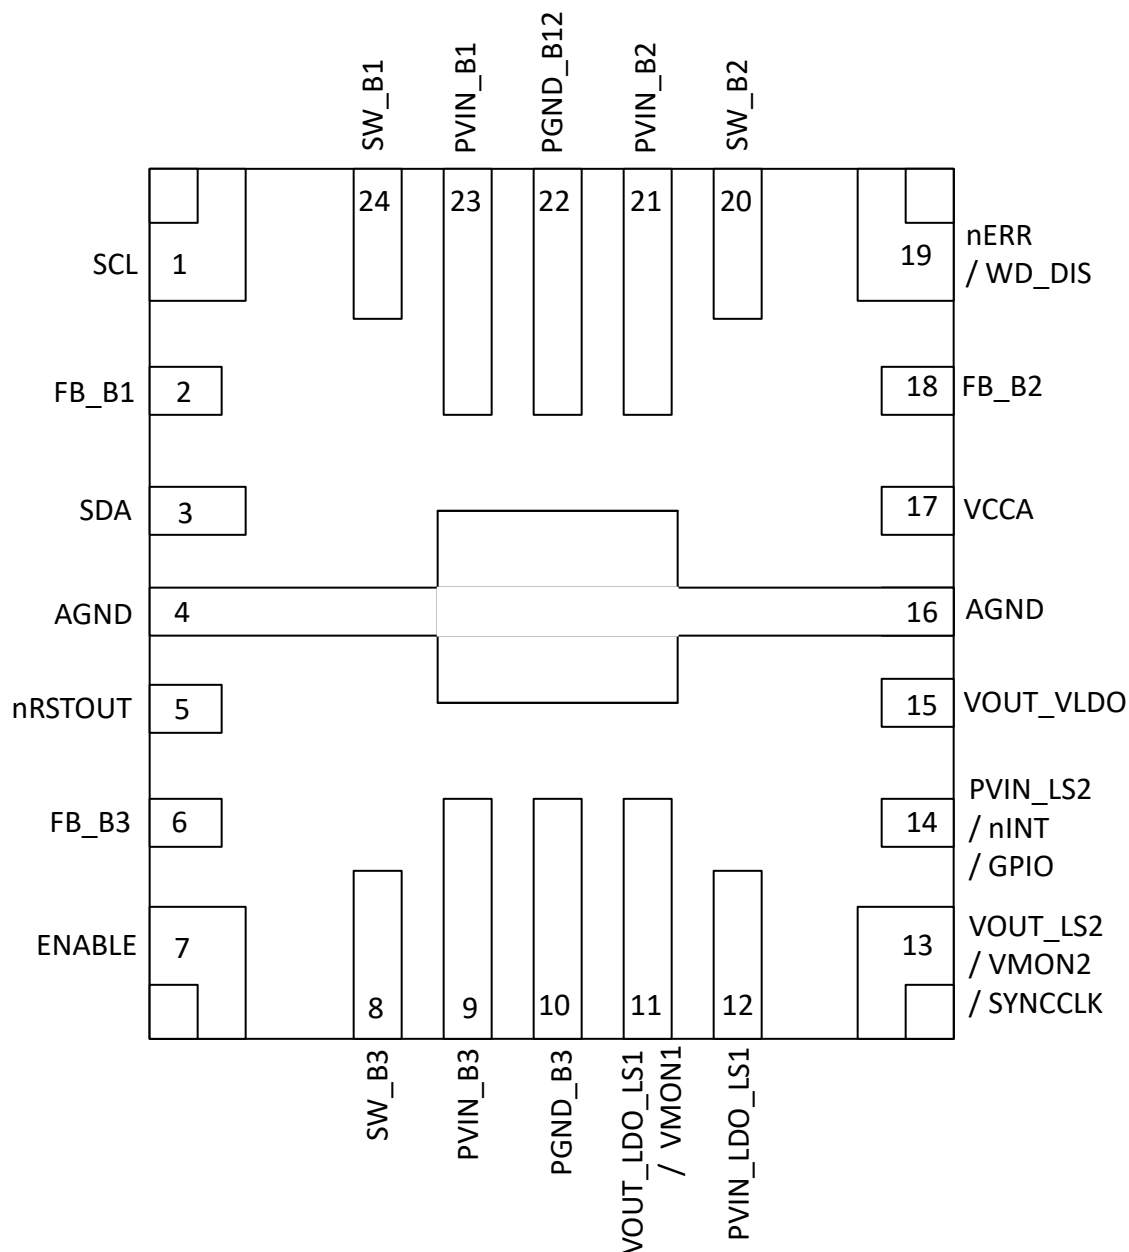 SW_B1
PVIN_B1
PGND_B12
PVIN_B2
SW_B2
24
23
22
21
20
SCL
1
19
nERR
/ WD_DIS
FB_B1
2
18
FB_B2
SDA
3
17
VCCA
AGND
4
16
AGND
nRSTOUT
5
15
VOUT_VLDO
FB_B3
6
14
PVIN_LS2
/ nINT
/ GPIO
ENABLE
7
13
VOUT_LS2
/ VMON2
/ SYNCCLK
8
9
10
11
12
SW_B3
PVIN_B3
PGND_B3
VOUT_LDO_LS1
/ VMON1
PVIN_LDO_LS1